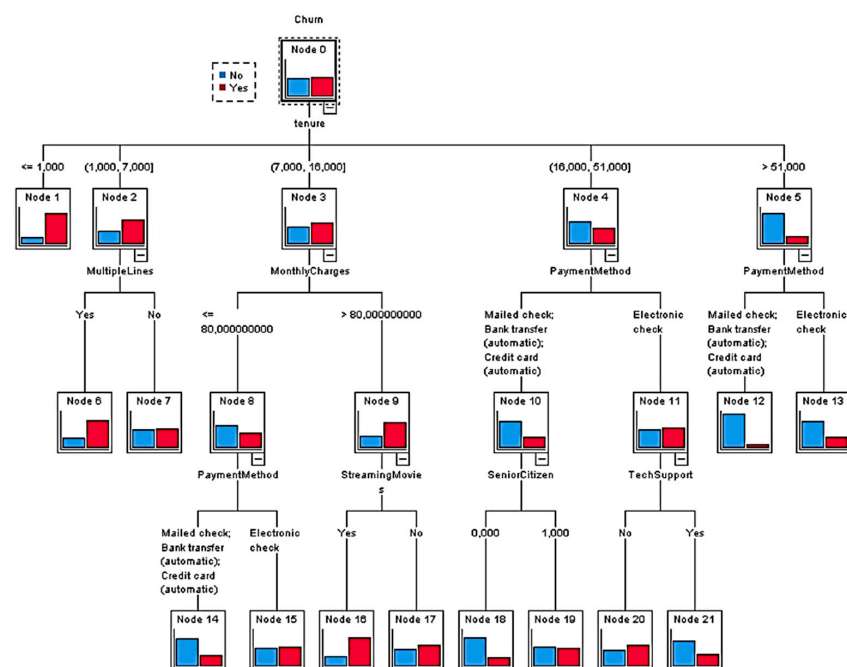 Churn
Node 0
No
Yes
tenure
<= 1,000
(1,000, 7,000]
(7,000, 16,000]
(16,000, 51,000]
> 51,000
Node 1
Node 2
Node 3
Node 4
Node 5
MultipleLines
MonthlyCharges
PaymentMethod
PaymentMethod
Yes
No
<=
80,000000000
> 80,000000000
Mailed check;
Bank transfer
(automatic);
Credit card
(automatic)
Electronic
check
Mailed check;
Bank transfer
(automatic);
Credit card
(automatic)
Electronic
check
Node 6
Node 7
Node 8
Node 9
Node 10
Node 11
Node 12
Node 13
PaymentMethod
StreamingMovie
s
SeniorCitizen
TechSupport
Mailed check;
Bank transfer
(automatic);
Credit card
(automatic)
Electronic
check
Yes
No
0,000
1,000
No
Yes
Node 14
Node 15
Node 16
Node 17
Node 18
Node 19
Node 20
Node 21